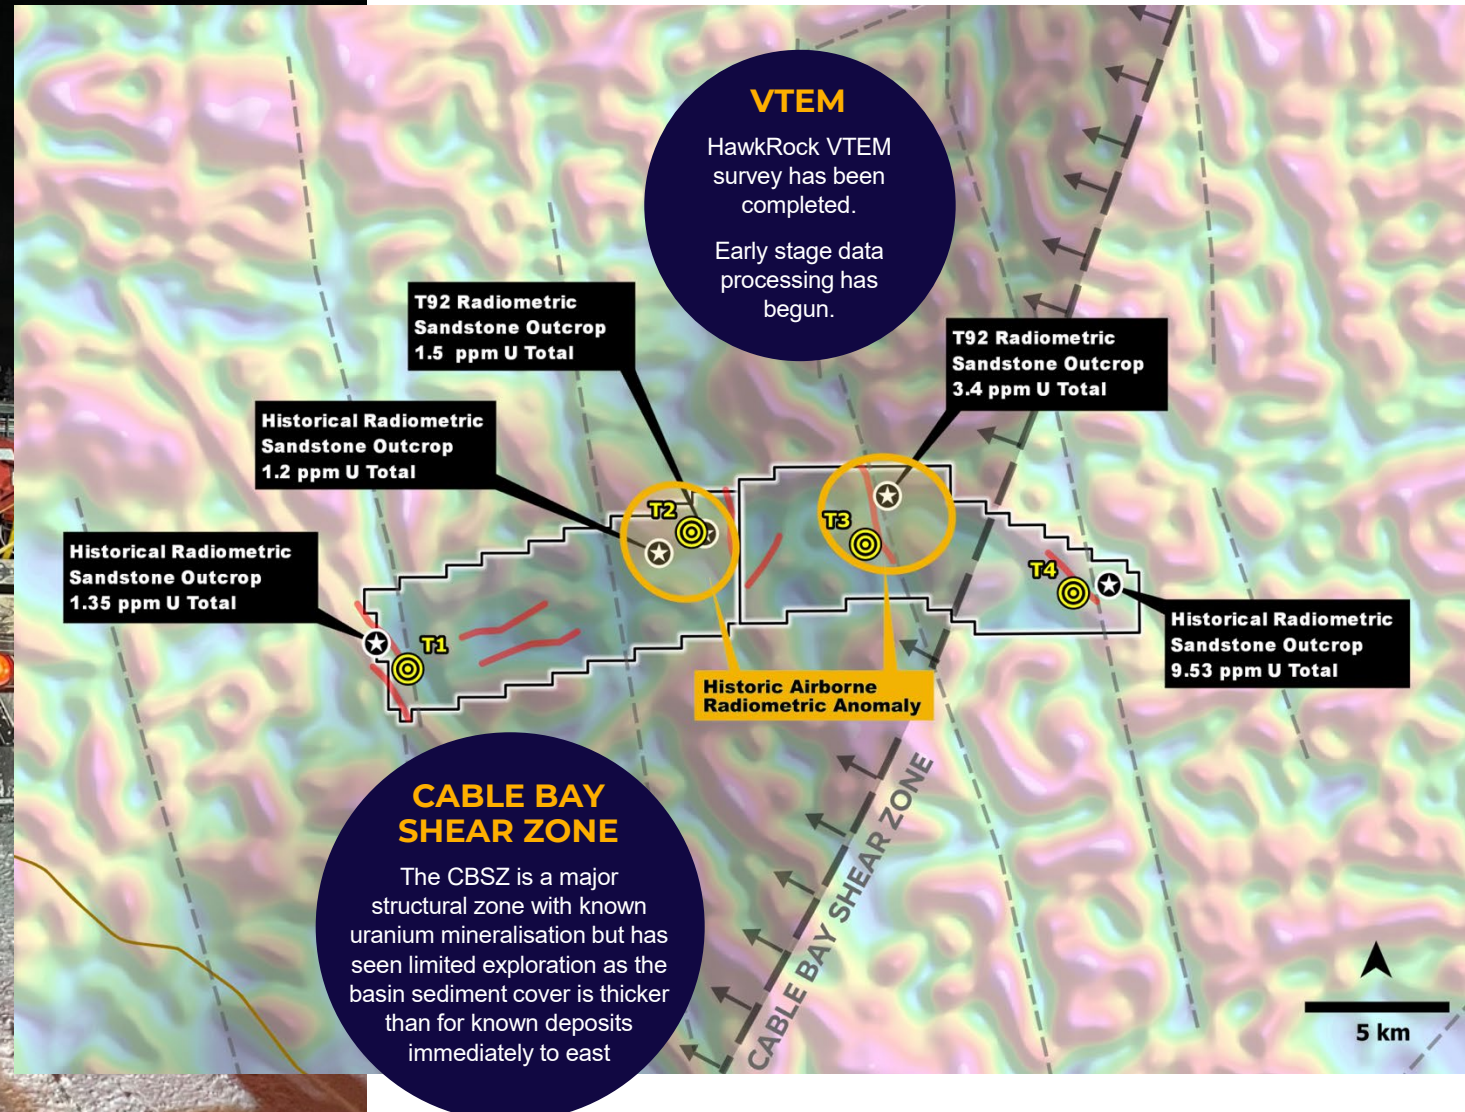 VTEM
HawkRock VTEM
survey has been
completed.
Early stage data
processing has
begun.
T92 Radiometric
Sandstone Outcrop
1.5 ppm U Total
T92 Radiometric
Sandstone Outcrop
3.4 ppm U Total
Historical Radiometric
Sandstone Outcrop
1.2 ppm U Total
Historical Radiometric
Sandstone Outcrop
1.35 ppm U Total
T2
T3
T4
T1
Historical Radiometric
Sandstone Outcrop
9.53 ppm U Total
Historic Airborne
Radiometric Anomaly
CABLE BAY SHEAR ZONE
CABLE BAY
SHEAR ZONE
The CBSZ is a major
structural zone with known
uranium mineralisation but has
seen limited exploration as the
basin sediment cover is thicker
than for known deposits
immediately to east
5 km